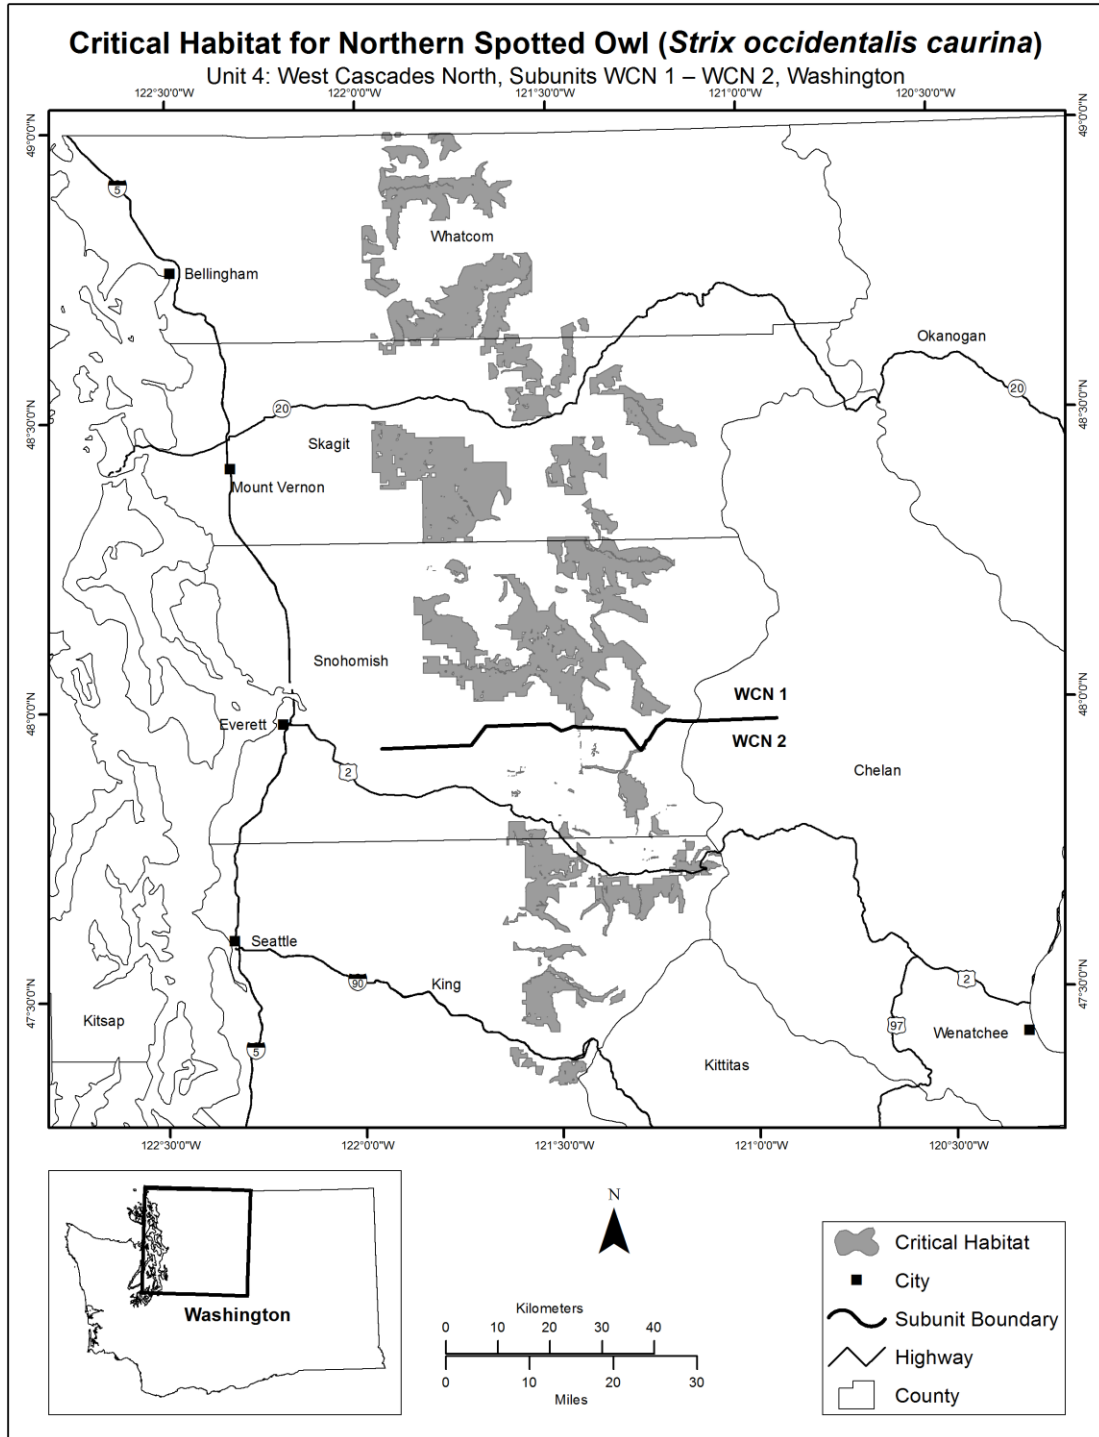 Critical Habitat for Northern Spotted Owl (Strix occidentalis caurina)
Unit 4: West Cascades North, Subunits WCN 1 – WCN 2, Washington
122°30'0"W
122°0'0"W
121°30'0"W
121°0'0"W
120°30'0"W
49°0'0"N
49°0'0"N
5
Whatcom
Bellingham
Okanogan
20
20
48°30'0"N
48°30'0"N
Skagit
Mount Vernon
Snohomish
WCN 1
48°0'0"N
48°0'0"N
Everett
WCN 2
2
Chelan
Seattle
90
King
2
47°30'0"N
47°30'0"N
Kitsap
97
Wenatchee
5
Kittitas
122°30'0"W
122°0'0"W
121°30'0"W
121°0'0"W
120°30'0"W
Washington
N
Kilometers
0 10 20 30 40
0 10 20 30
Miles
Critical Habitat
City
Subunit Boundary
Highway
County